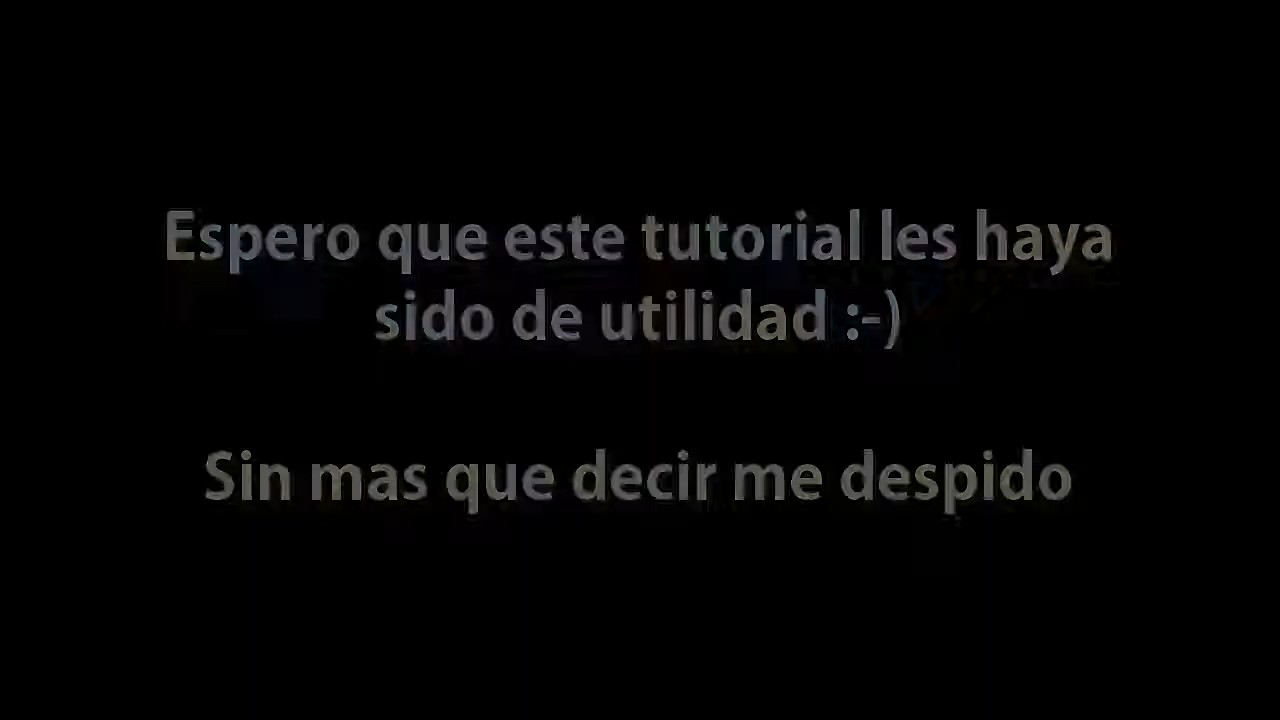 Espero que este tutorial les haya
sido de utilidad :-)
Sin mas que decir me despido